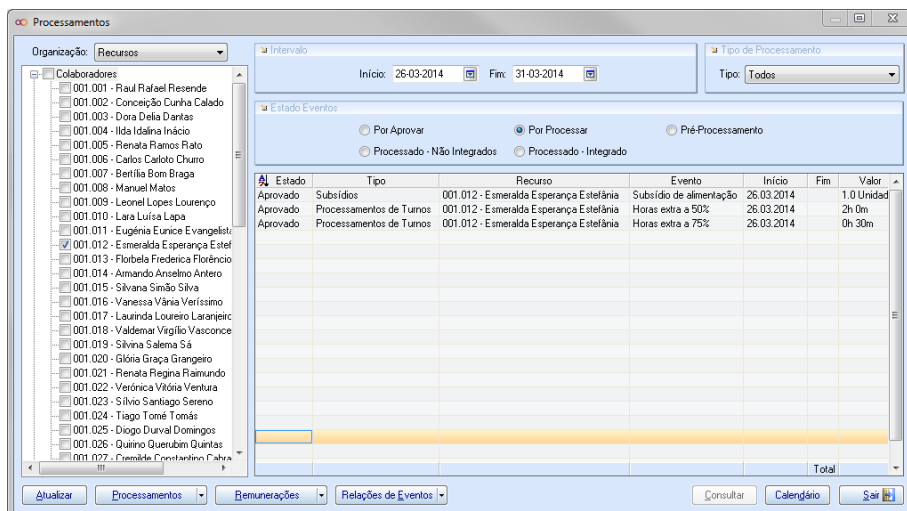 Processamentos
Organização: Recursos
Colaboradores
001.001 - Raul Rafael Resende
001.002 - Conceição Cunha Calado
001.003 - Dora Delia Dantas
001.004 - Ilda Idalina Inácio
001.005 - Renata Ramos Rato
001.006 - Carlos Carloto Churro
001.007 - Bertília Bom Braga
001.008 - Manuel Matos
001.009 - Leonel Lopes Lourenço
001.010 - Lara Luísa Lapa
001.011 - Eugénia Eunice Evangelista
001.012 - Esmeralda Esperança Estef
001.013 - Florbela Frederica Florêncio
001.014 - Armando Anselmo Antero
001.015 - Silvana Simão Silva
001.016 - Vanessa Vânia Veríssimo
001.017 - Laurinda Loureiro Laranjeirc
001.018 - Valdemar Virgílio Vasconce
001.019 - Silvina Salema Sá
001.020 - Glória Graça Grangeiro
001.021 - Renata Regina Raimundo
001.022 - Verónica Vitória Ventura
001.023 - Sílvio Santiago Sereno
001.024 - Tiago Tomé Tomás
001.025 - Diogo Durval Domingos
001.026 - Quirino Querubim Quintas
001.027 - Cremilde Constantino Cabra
Intervalo
Início: 26-03-2014 Fim: 31-03-2014
Tipo de Processamento
Tipo: Todos
Estado Eventos
Por Aprovar Por Processar Pré-Processamento
Processado - Não Integrados Processado - Integrado
Estado Tipo Recurso Evento Início Fim Valor
Aprovado Subsídios 001.012 - Esmeralda Esperança Estefânia Subsídio de alimentação 26.03.2014 1.0 Unidad
Aprovado Processamentos de Turnos 001.012 - Esmeralda Esperança Estefânia Horas extra a 50% 26.03.2014 2h 0m
Aprovado Processamentos de Turnos 001.012 - Esmeralda Esperança Estefânia Horas extra a 75% 26.03.2014 0h 30m
Total
Atualizar Processamentos Remunerações Relações de Eventos Consultar Calendário Sair